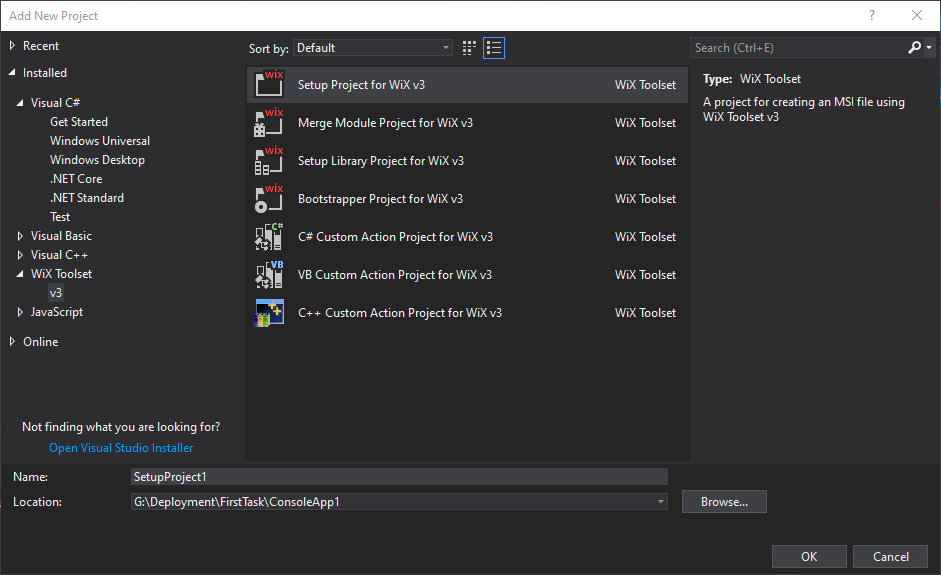 Add New Project
?
Recent
Installed
Visual C#
Get Started
Windows Universal
Windows Desktop
.NET Core
.NET Standard
Test
Visual Basic
Visual C++
WiX Toolset
v3
JavaScript
Online
Not finding what you are looking for?
Open Visual Studio Installer
Sort by: Default
wix Setup Project for WiX v3 WiX Toolset
wix Merge Module Project for WiX v3 WiX Toolset
wix Setup Library Project for WiX v3 WiX Toolset
wix Bootstrapper Project for WiX v3 WiX Toolset
C# C# Custom Action Project for WiX v3 WiX Toolset
VB VB Custom Action Project for WiX v3 WiX Toolset
C++ Custom Action Project for WiX v3 WiX Toolset
Search (Ctrl+E)
Type: WiX Toolset
A project for creating an MSI file using
WiX Toolset v3
Name: SetupProject1
Location: G:\Deployment\FirstTask\ConsoleApp1 Browse...
OK Cancel